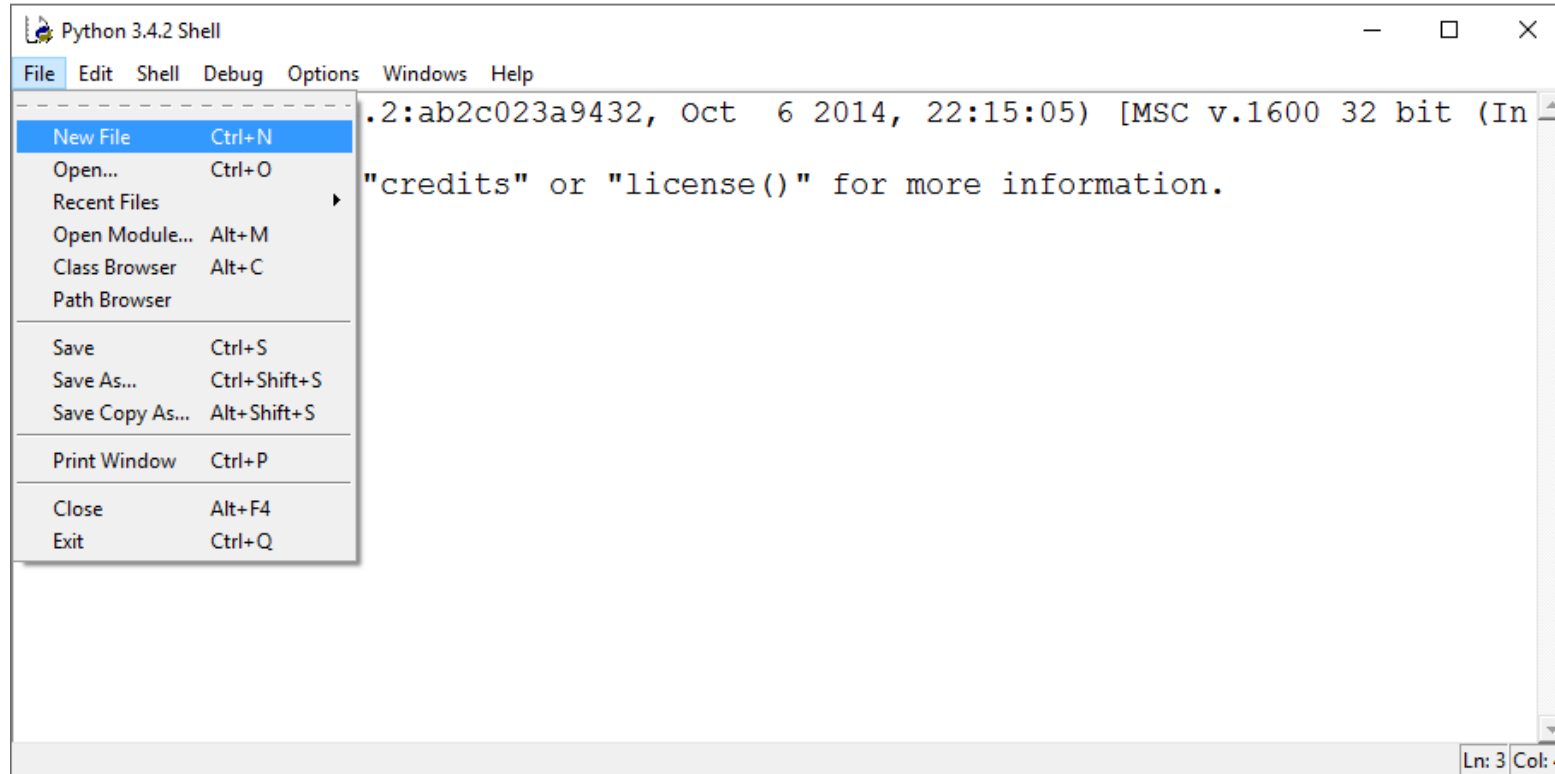 Python 3.4.2 Shell
File Edit Shell Debug Options Windows Help
.2:ab2c023a9432, Oct  6 2014, 22:15:05) [MSC v.1600 32 bit (In
"credits" or "license()" for more information.
New File Ctrl+N
Open... Ctrl+O
Recent Files
Open Module... Alt+M
Class Browser Alt+C
Path Browser
Save Ctrl+S
Save As... Ctrl+Shift+S
Save Copy As... Alt+Shift+S
Print Window Ctrl+P
Close Alt+F4
Exit Ctrl+Q
Ln: 3 Col: